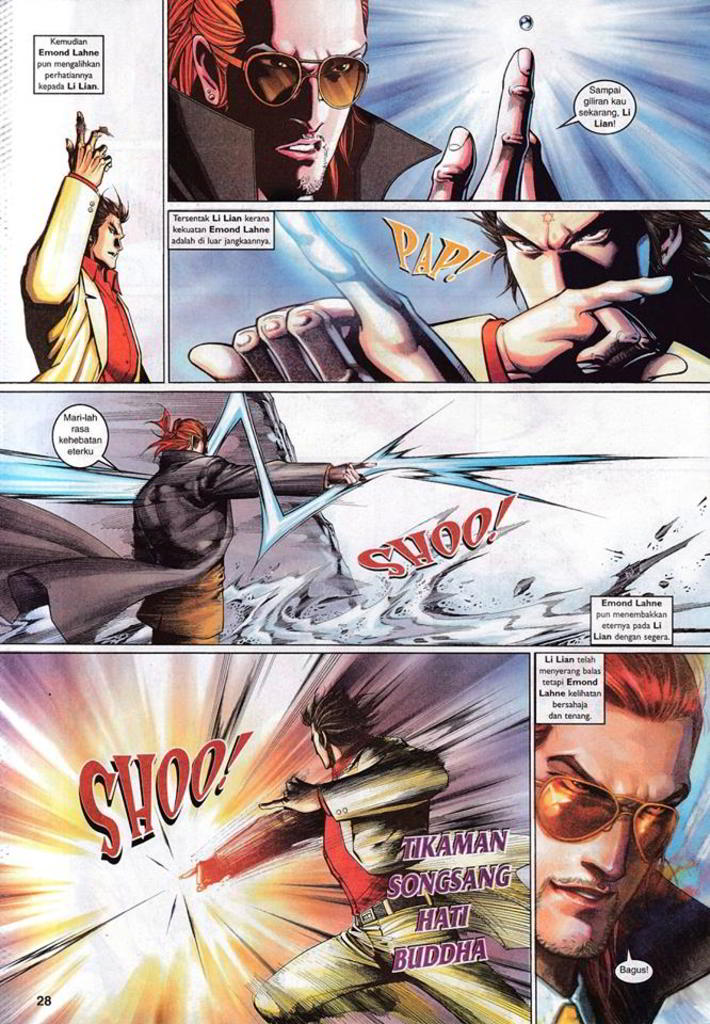 Kemudian
Emond Lahne
pun mengalihkan
perhatiannya
kepada Li Lian.
Sampai
giliran kau
sekarang, Li
Lian!
Tersentak Li Lian kerana
kekuatan Emond Lahne
adalah di luar jangkaannya.
PAP!
Mari-lah
rasa
kehebatan
eterku
SHOO!
Emond Lahne
pun menembakkan
eternya pada Li
Lian dengan segera.
SHOO!
TIKAMAN
SONGSANG
HATI
BUDDHA
Li Lian telah
menyerang balas
tetapi Emond
Lahne kelihatan
bersahaja
dan tenang.
Bagus!
28